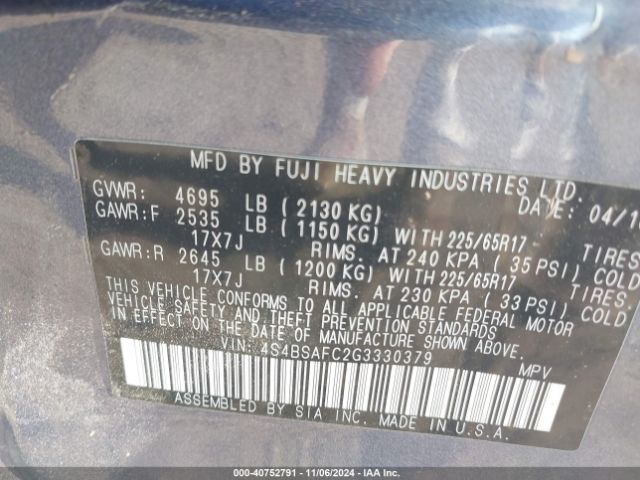 MFD BY FUJI HEAVY INDUSTRIES LTD.
GVWR: 4695 LB (2130 KG) DATE: 04/1
GAWR:F 2535 LB (1150 KG) WITH 225/65R17 - TIRES
17X7J RIMS. AT 240 KPA (35 PSI) COLD
GAWR:R 2645 LB (1200 KG) WITH 225/65R17 TIRES.
17X7J RIMS. AT 230 KPA (33 PSI) COLD
THIS VEHICLE CONFORMS TO ALL APPLICABLE FEDERAL MOTOR
VEHICLE SAFETY AND THEFT PREVENTION STANDARDS
IN EFFECT ON THE DATE OF MANUFACTURE SHOWN ABOVE.
VIN: 4S4BSAFC2G3330379 MPV
ASSEMBLED BY SIA INC. MADE IN U.S.A.
000-40752791 - 11/06/2024 - IAA Inc.